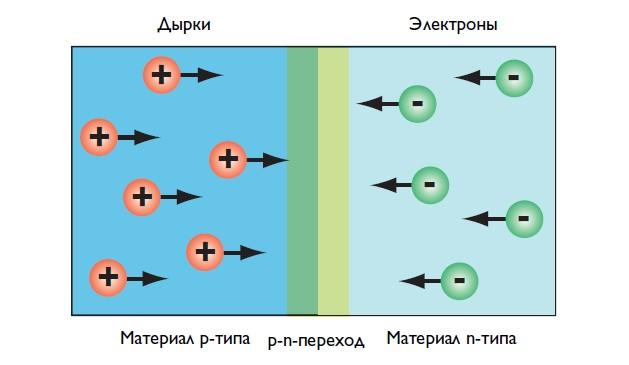 Дырки
Электроны
+
-
-
+
+
+
-
-
+
+
-
Материал p-типа
p-n-переход
Материал n-типа